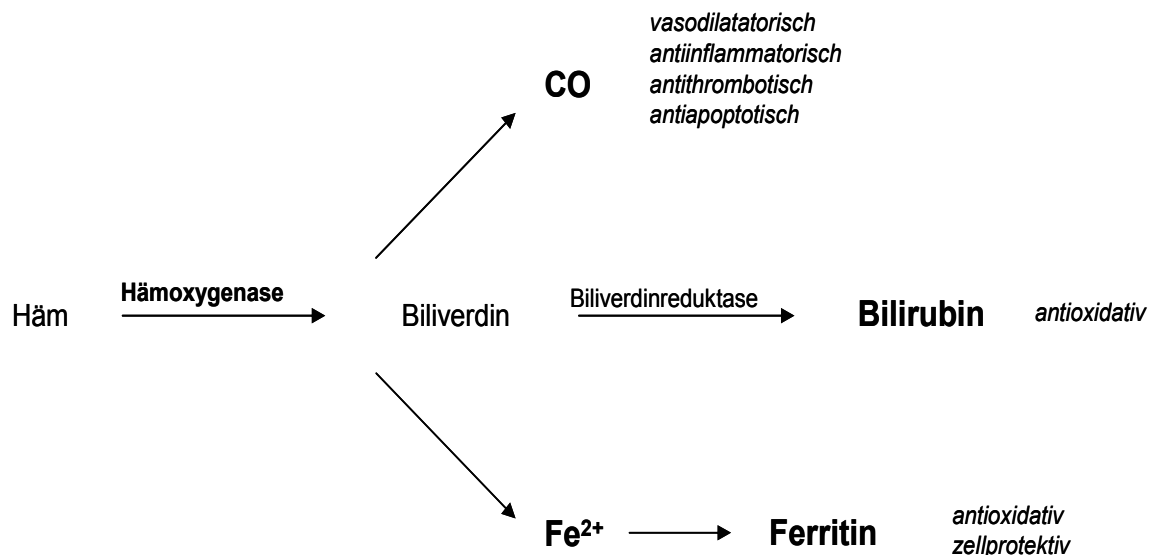 vasodilatatorisch
antiinflammatorisch
CO
antithrombotisch
antiapoptotisch
Häm
Hämoxygenase
Biliverdin
Biliverdinreduktase
Bilirubin
antioxidativ
Fe²⁺
Ferritin
antioxidativ
zellprotektiv